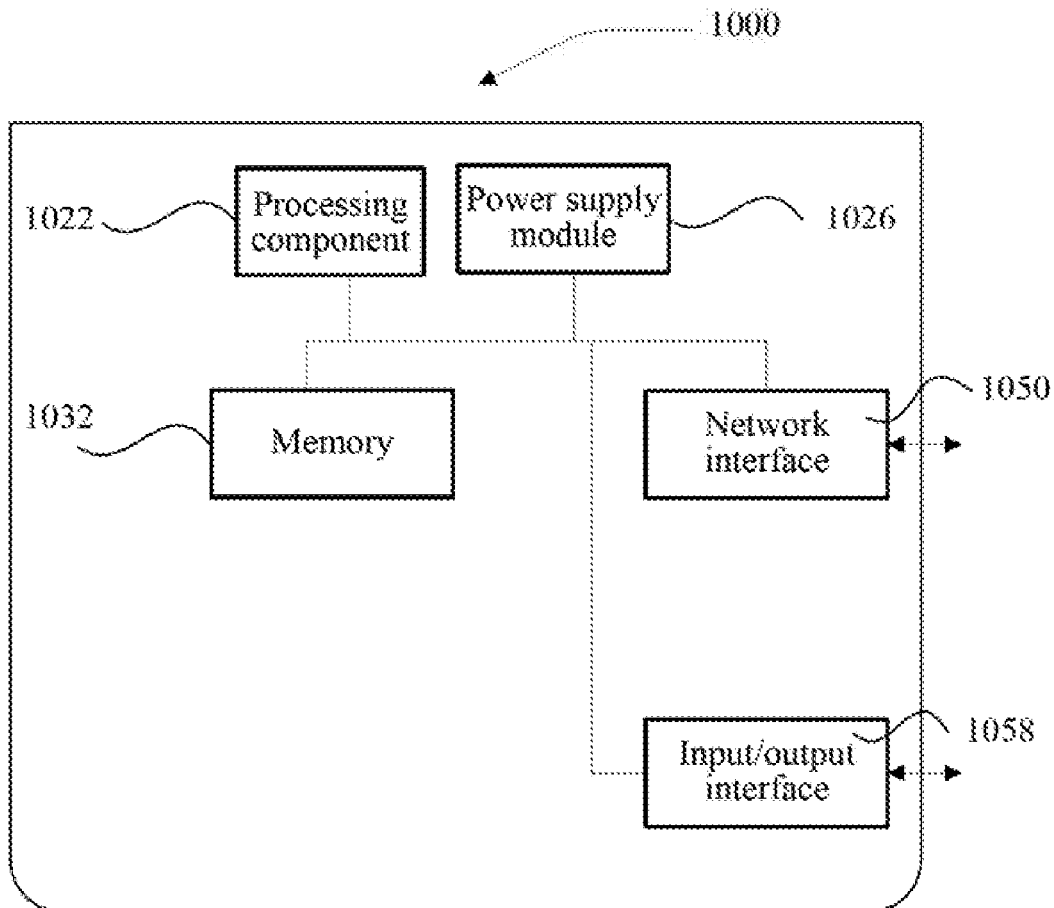 1000
Processing
component
Power supply
module
1022
1026
1032
Memory
Network
interface
1050
Input/output
interface
1058